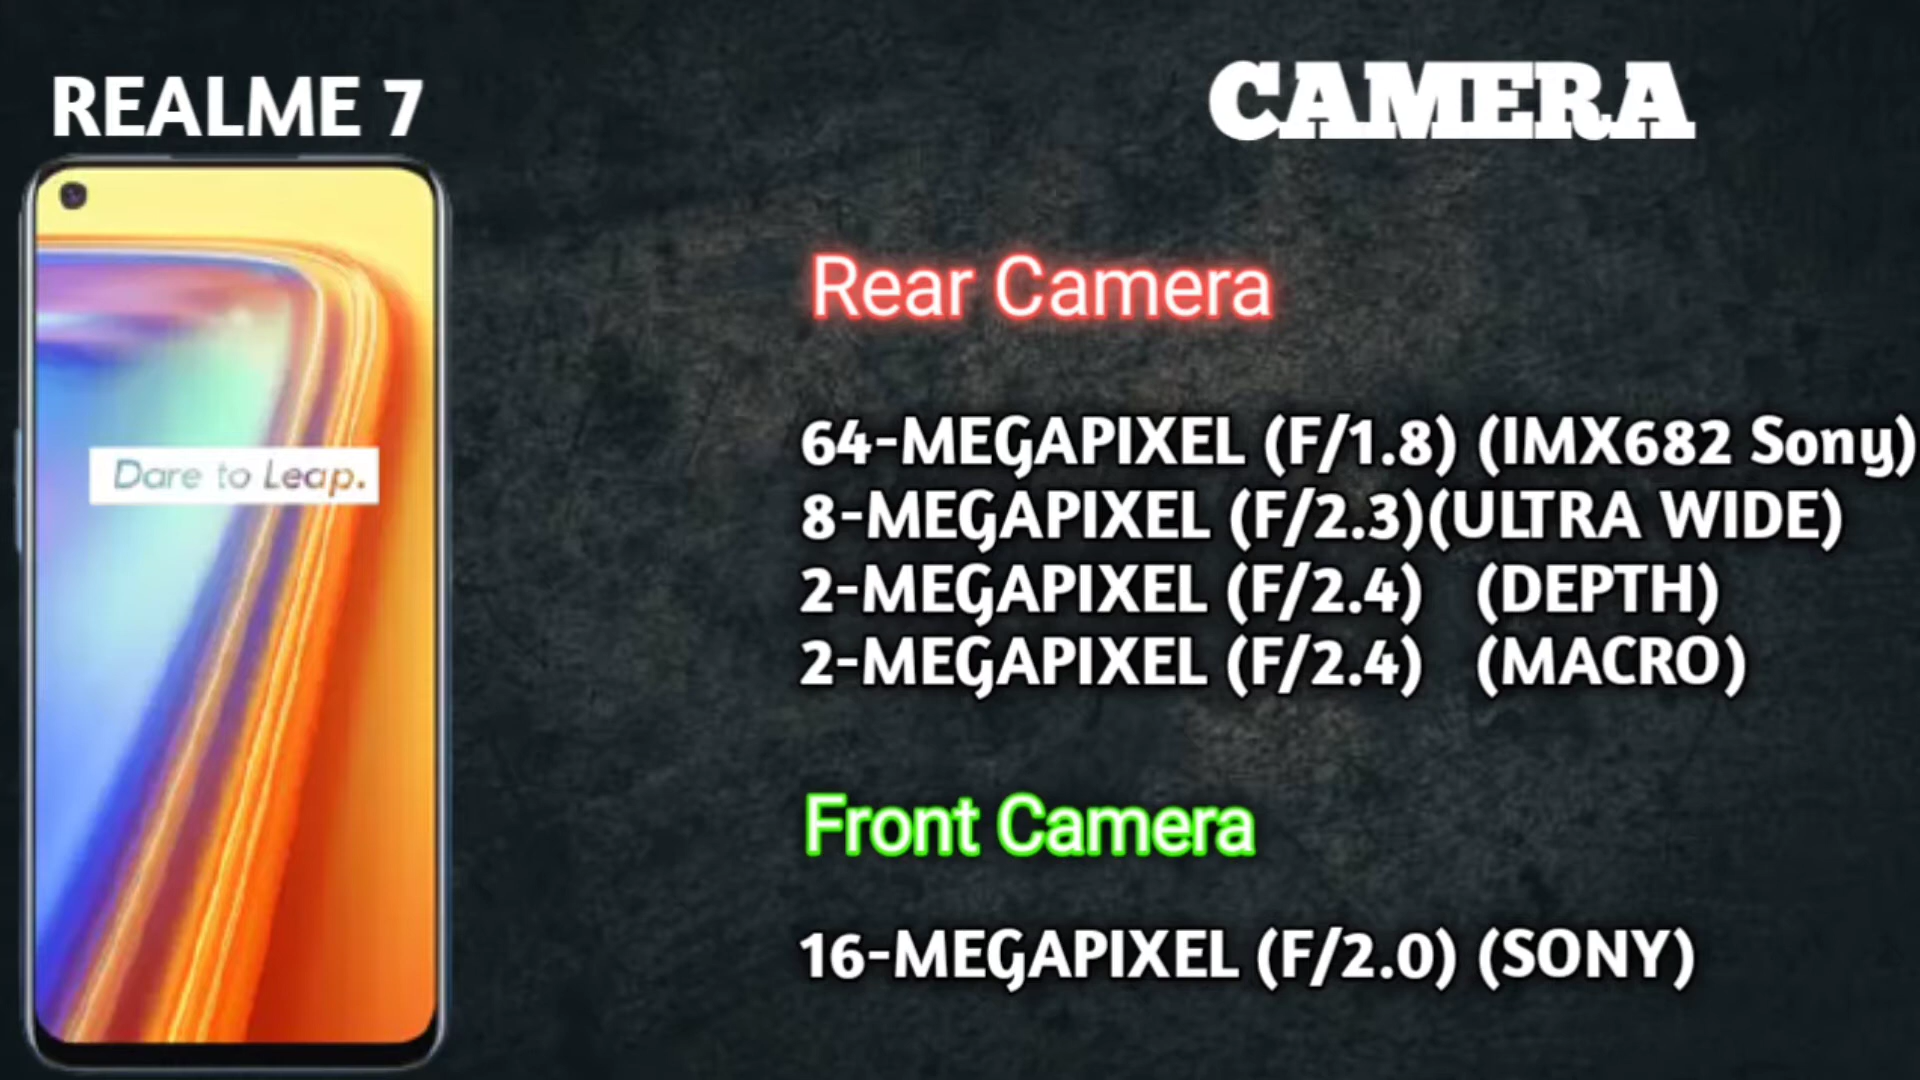 REALME 7
CAMERA
Dare to Leap.
Rear Camera
64-MEGAPIXEL (F/1.8) (IMX682 Sony)
8-MEGAPIXEL (F/2.3)(ULTRA WIDE)
2-MEGAPIXEL (F/2.4) (DEPTH)
2-MEGAPIXEL (F/2.4) (MACRO)
Front Camera
16-MEGAPIXEL (F/2.0) (SONY)